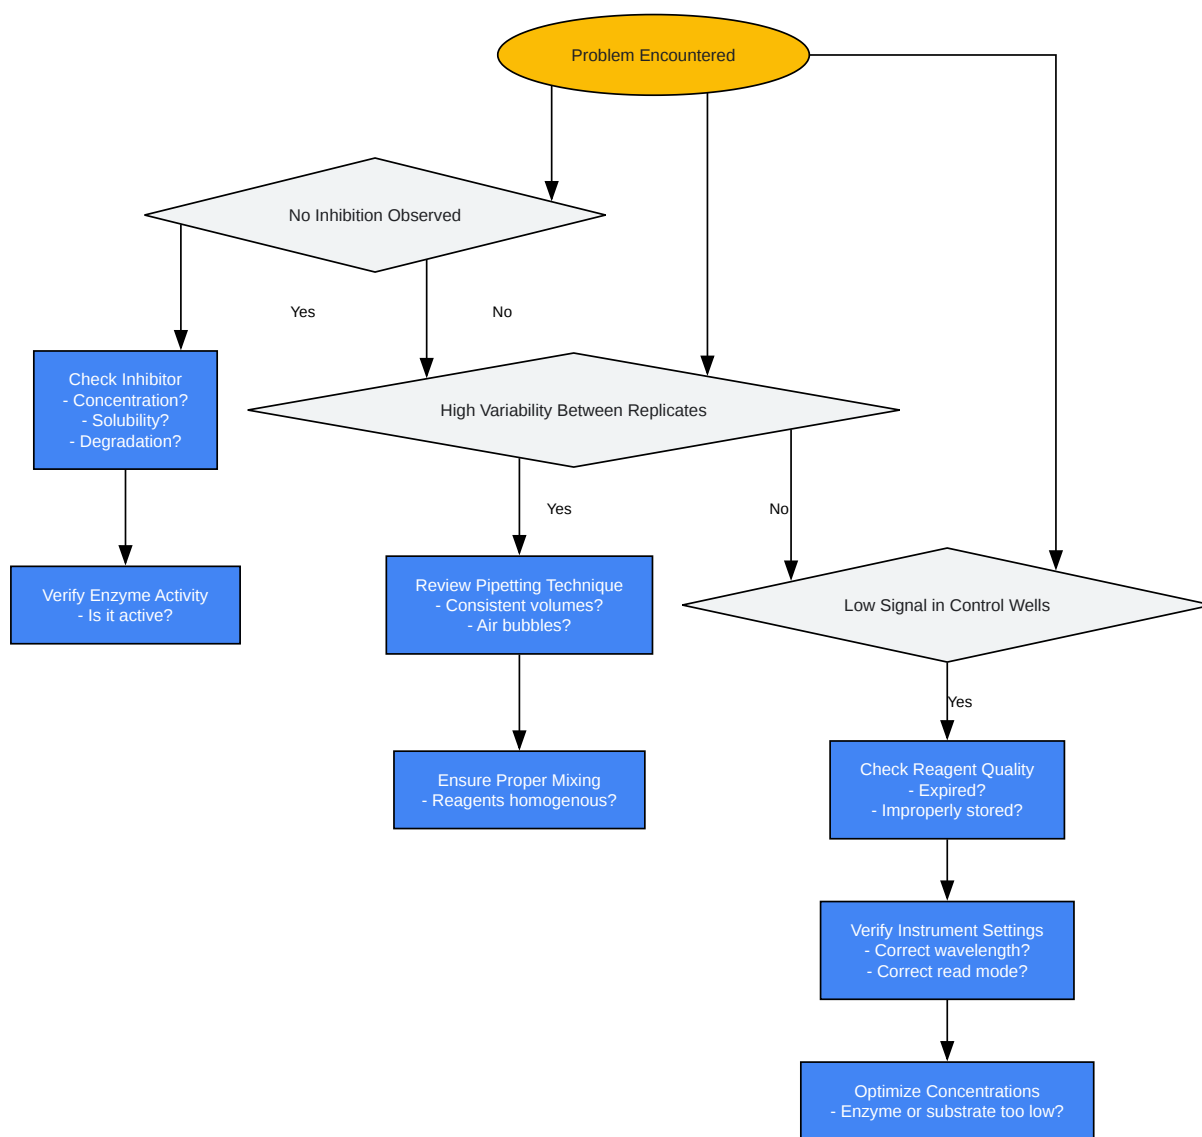 Problem Encountered
No Inhibition Observed
Yes
No
Check Inhibitor
- Concentration?
- Solubility?
- Degradation?
High Variability Between Replicates
Yes
No
Verify Enzyme Activity
- Is it active?
Review Pipetting Technique
- Consistent volumes?
- Air bubbles?
Low Signal in Control Wells
Yes
Ensure Proper Mixing
- Reagents homogenous?
Check Reagent Quality
- Expired?
- Improperly stored?
Verify Instrument Settings
- Correct wavelength?
- Correct read mode?
Optimize Concentrations
- Enzyme or substrate too low?